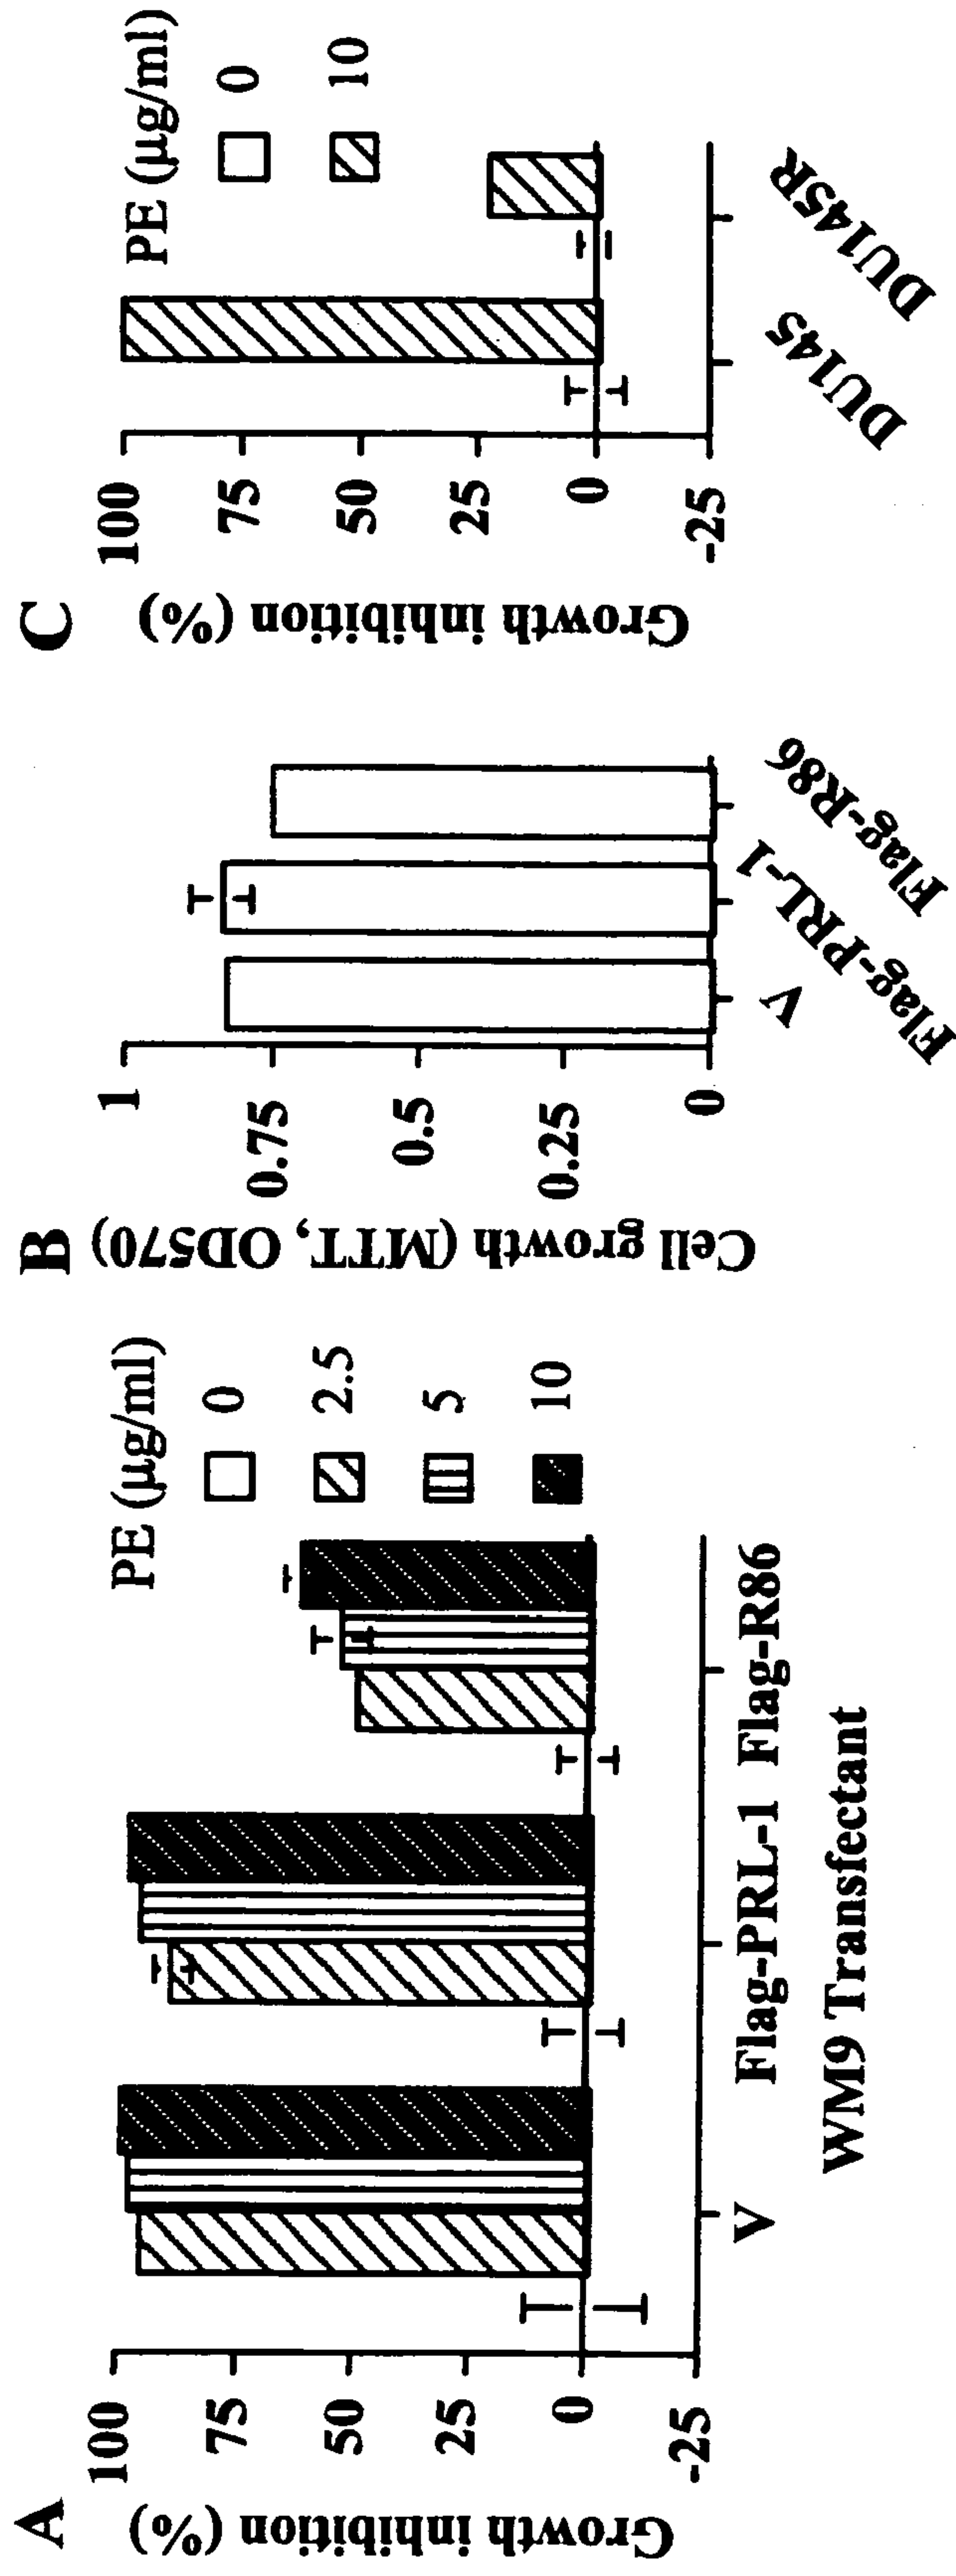 A
Growth inhibition (%)
100
75
50
25
0
-25
PE (μg/ml)
0
2.5
5
10
V
Flag-PRL-1
Flag-R86
WM9 Transfectant
B
Cell growth (MTT, OD570)
1
0.75
0.5
0.25
0
V
Flag-PRL-1
Flag-R86
C
Growth inhibition (%)
100
75
50
25
0
-25
PE (μg/ml)
0
10
DU145
DU145R